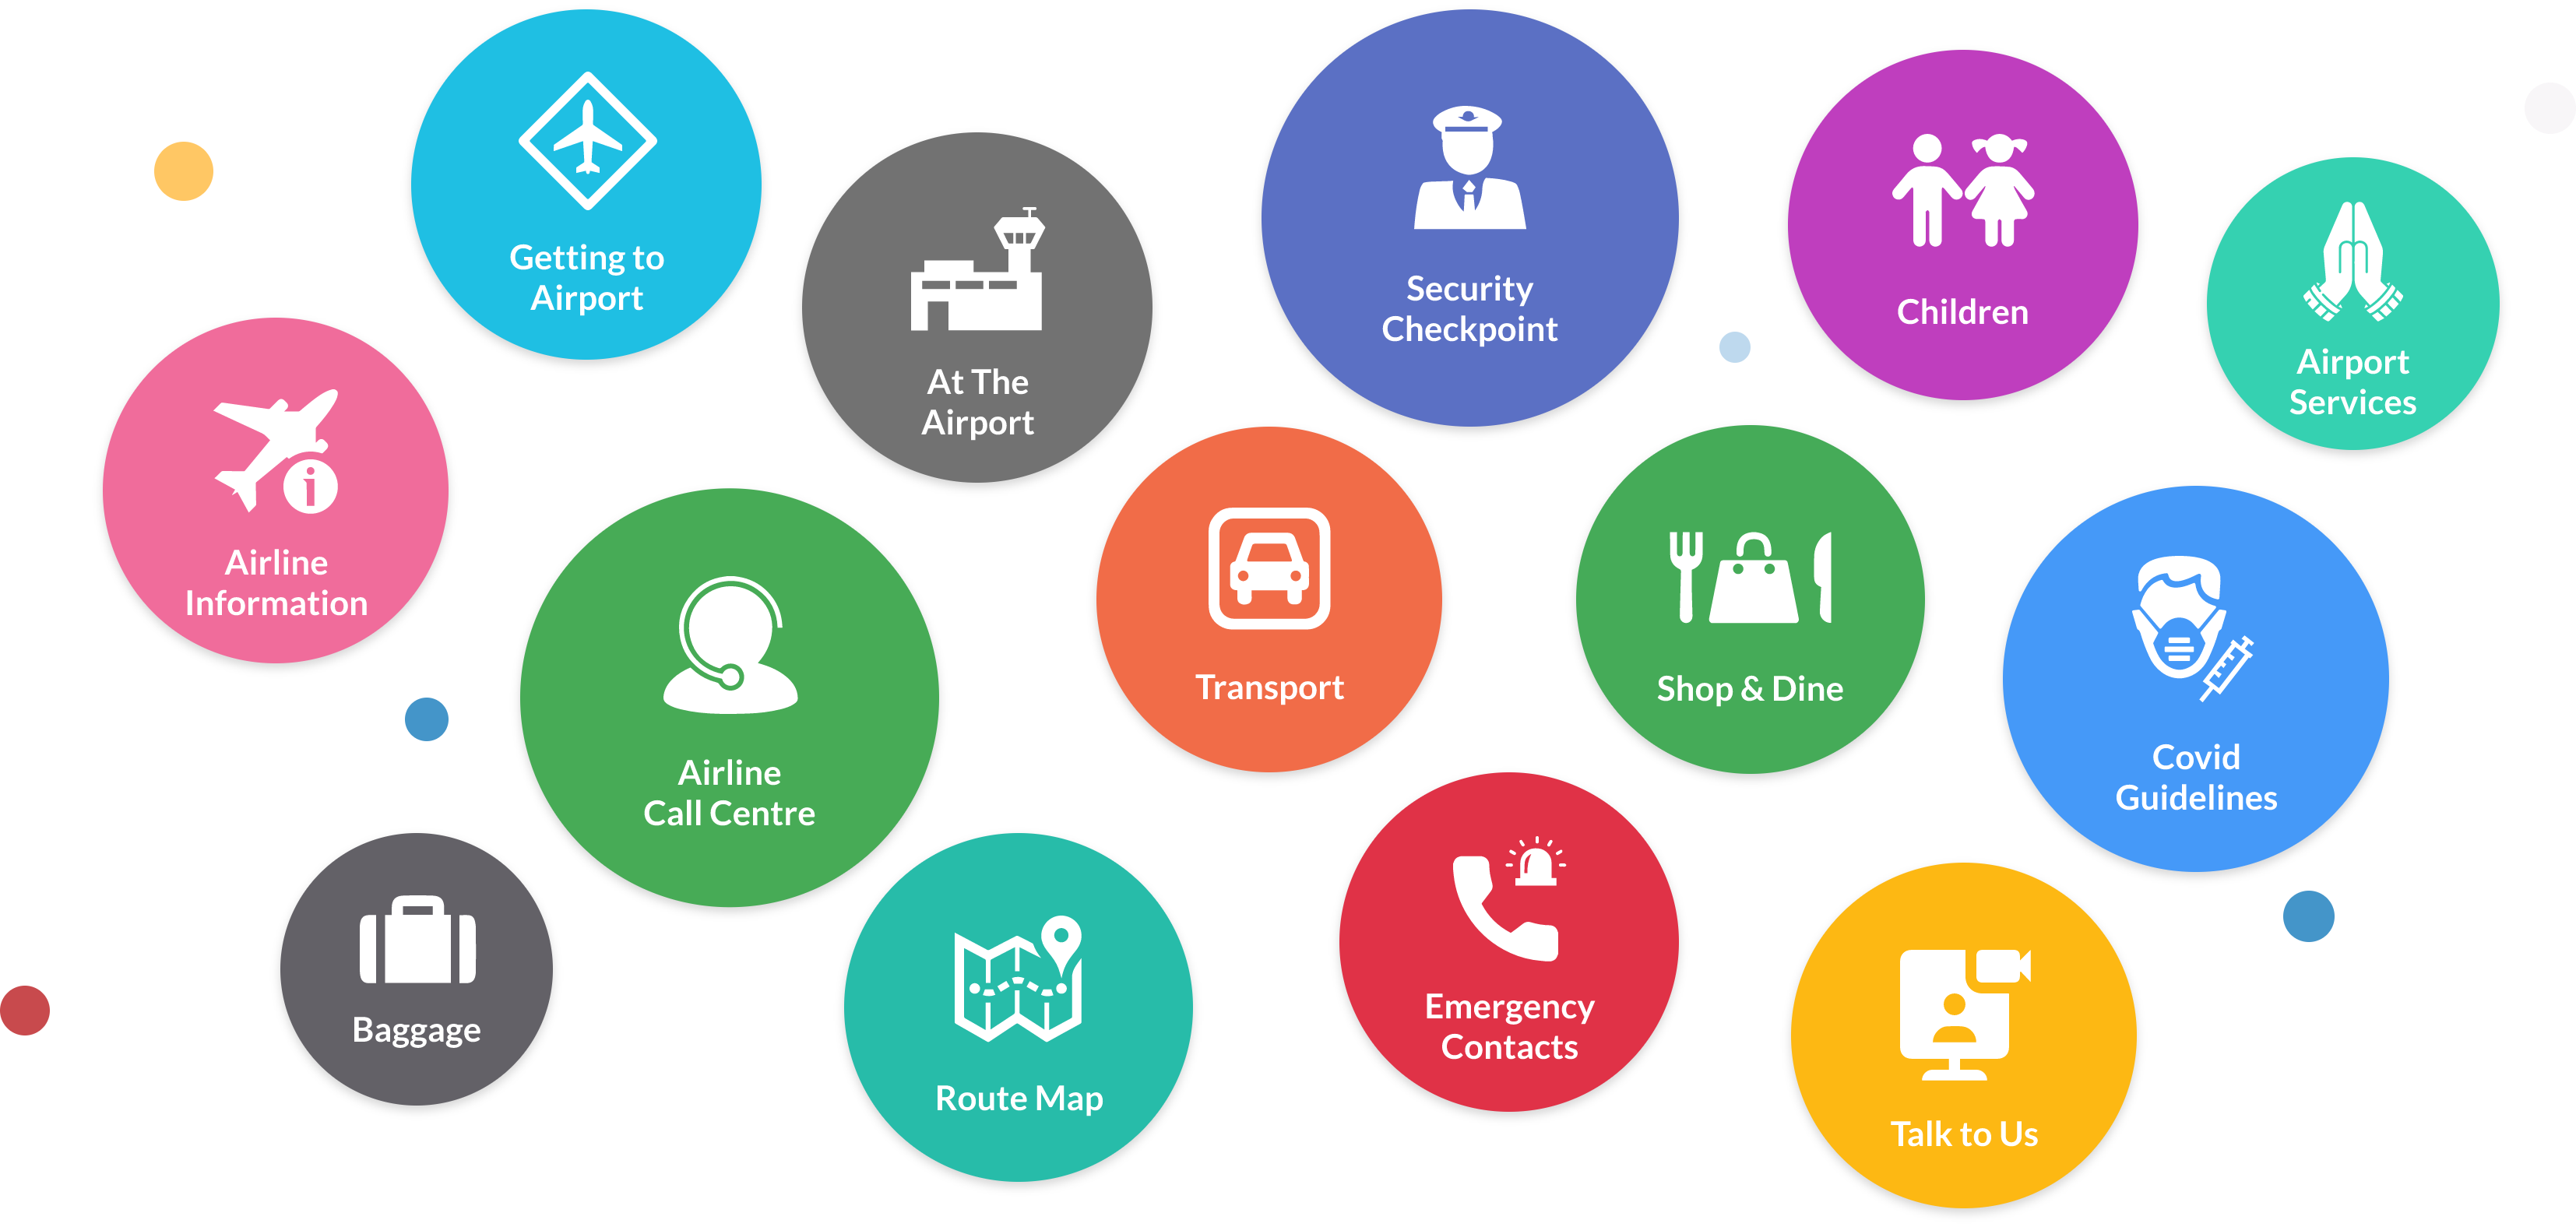 Getting to
Airport
At The
Airport
Security
Checkpoint
Children
Airport
Services
Airline
Information
Airline
Call Centre
Transport
Shop & Dine
Covid
Guidelines
Baggage
Route Map
Emergency
Contacts
Talk to Us